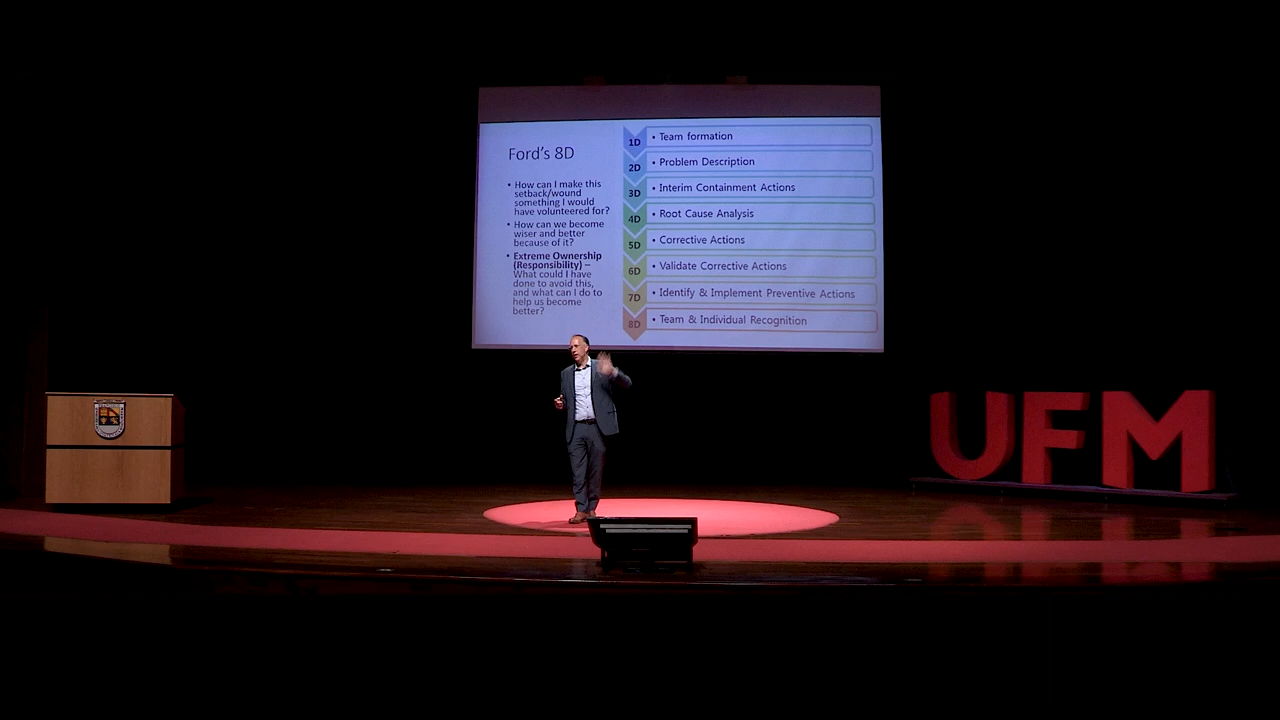 Ford's 8D
• How can I make this
setback/wound
something I would
have volunteered for?
• How can we become
wiser and better
because of it?
• Extreme Ownership
(Responsibility) –
What could I have
done to avoid this,
and what can I do to
help us become
better?
1D • Team formation
2D • Problem Description
3D • Interim Containment Actions
4D • Root Cause Analysis
5D • Corrective Actions
6D • Validate Corrective Actions
7D • Identify & Implement Preventive Actions
8D • Team & Individual Recognition
UFM